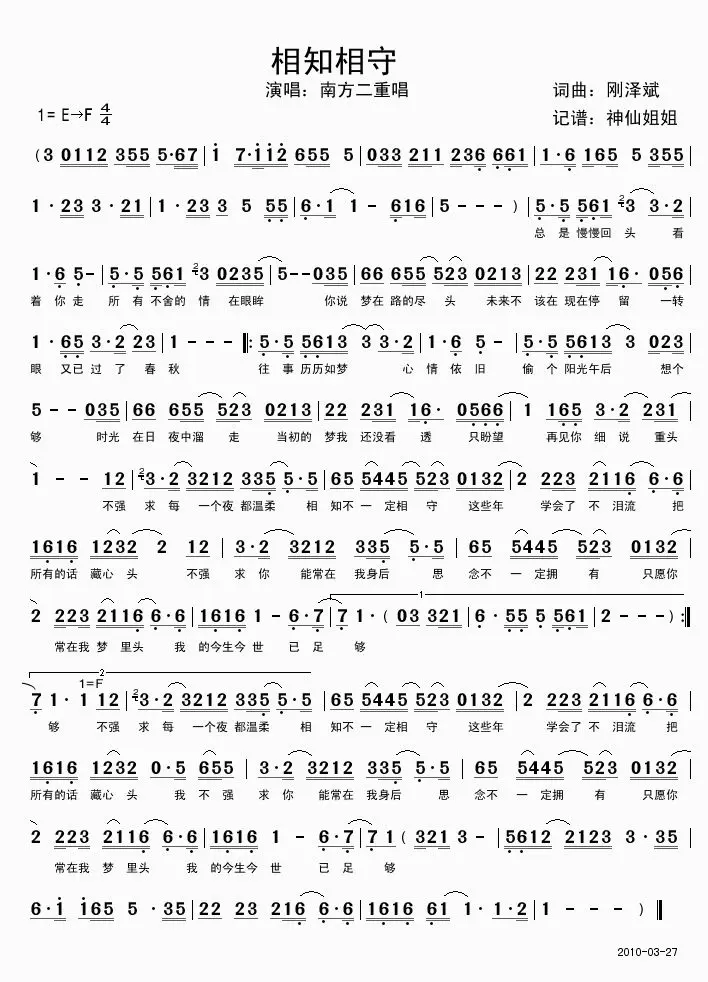 相知相守
演唱：南方二重唱
词曲：刚泽斌
1= E→F 4/4
记谱：神仙姐姐
(3 0112 355 5·67 | 1 7·112 655 5 | 033 211 236 661 | 1·6 165 5 355 |
1·23 3·21 | 1·23 3 5 55 | 6·1 1 - 616 | 5 - - - ) | 5·5 561 23 3·2 |
总 是 慢慢回 头 看
1·6 5- | 5·5 561 23 0235 | 5--035 | 66 655 523 0213 | 22 231 16· 056 |
着 你 走 所 有 不舍的 情 在眼眸 你说 梦在 路的尽 头 未来不 该在 现在停 留 一转
1·65 3·2 23 | 1 - - - ‖: 5·5 5613 3 3·2 | 1·6 5 - | 5·5 5613 3 023 |
眼 又已 过 了 春 秋 往 事 历历如梦 心 情 依 旧 偷 个 阳光午后 想个
5 - - 035 | 66 655 523 0213 | 22 231 16· 0566 | 1 165 3·2 231 |
够 时光 在日 夜中溜 走 当初的 梦我 还没看 透 只盼望 再见你 细 说 重头
1 - - 12 | 23·2 3212 335 5·5 | 65 5445 523 0132 | 2 223 2116 6·6 |
不强 求 每 一个夜 都温柔 相 知不 一 定相 守 这些年 学会了 不 泪流 把
1616 1232 2 12 | 3·2 3212 335 5·5 | 65 5445 523 0132 |
所有的话 藏心 头 不强 求 你 能常在 我身后 思 念不 一 定拥 有 只愿你
1
2 223 2116 6·6 | 1616 1 - 6·7 | 7 1·( 03 321 | 6·55 5 561 | 2 - - - ) :‖
常在我 梦 里头 我 的今生今 世 已 足 够
2
1=F
7 1·1 12 | 23·2 3212 335 5·5 | 65 5445 523 0132 | 2 223 2116 6·6 |
够 不强 求 每 一个夜 都温柔 相 知不 一 定相 守 这些年 学会了 不 泪流 把
1616 1232 0·5 655 | 3·2 3212 335 5·5 | 65 5445 523 0132 |
所有的话 藏心 头 我 不 强 求 你 能常在 我身后 思 念不 一 定拥 有 只愿你
2 223 2116 6·6 | 1616 1 - 6·7 | 7 1 ( 321 3 - | 5612 2123 3·35 |
常在我 梦 里头 我 的今生今 世 已 足 够
6·1 165 5·35 | 22 23 216 6·6 | 1616 61 1·1·2 | 1 - - - ) ‖
2010-03-27